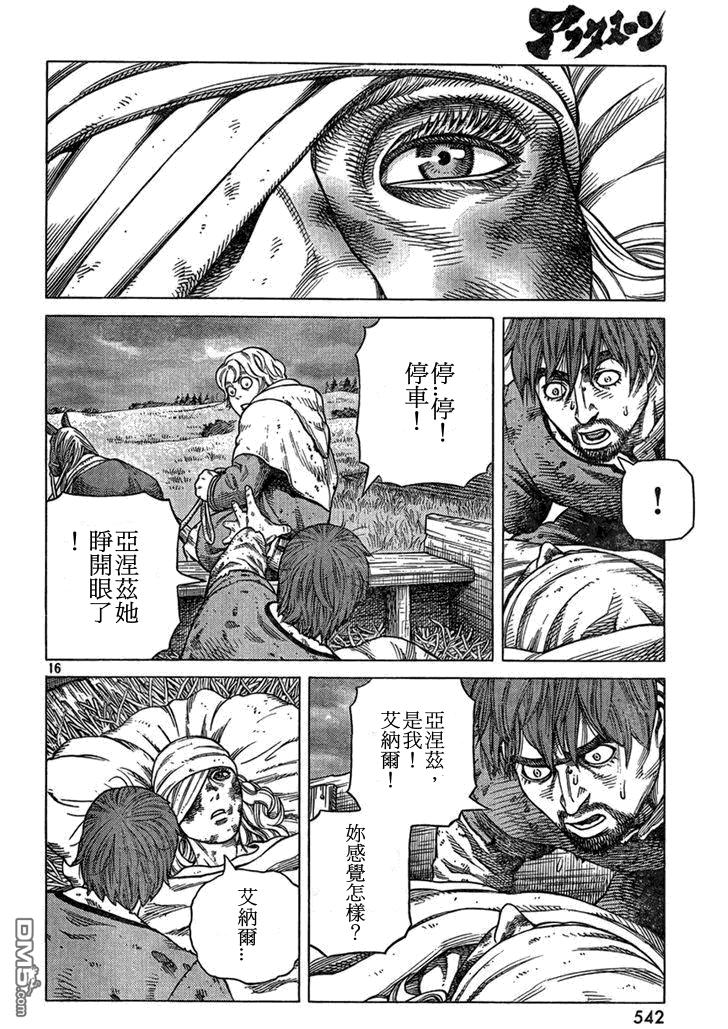 アフタヌーン
！
停…停！
停車！
亞涅茲她
睜開眼了
！
16
亞涅茲，
是我！
艾納爾！
妳感覺怎樣？
艾納爾…
DM5.com
542